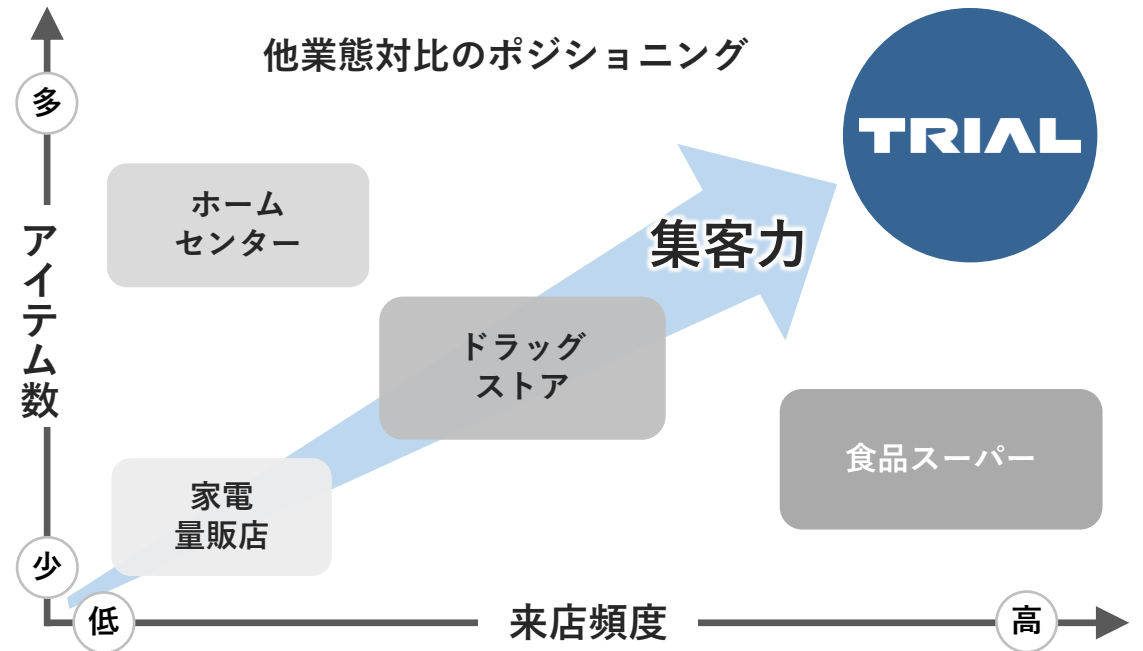 他業態対比のポジショニング
多
TRIAL
ホーム
センター
集客力
アイテム数
ドラッグ
ストア
食品スーパー
家電
量販店
少
低
来店頻度
高